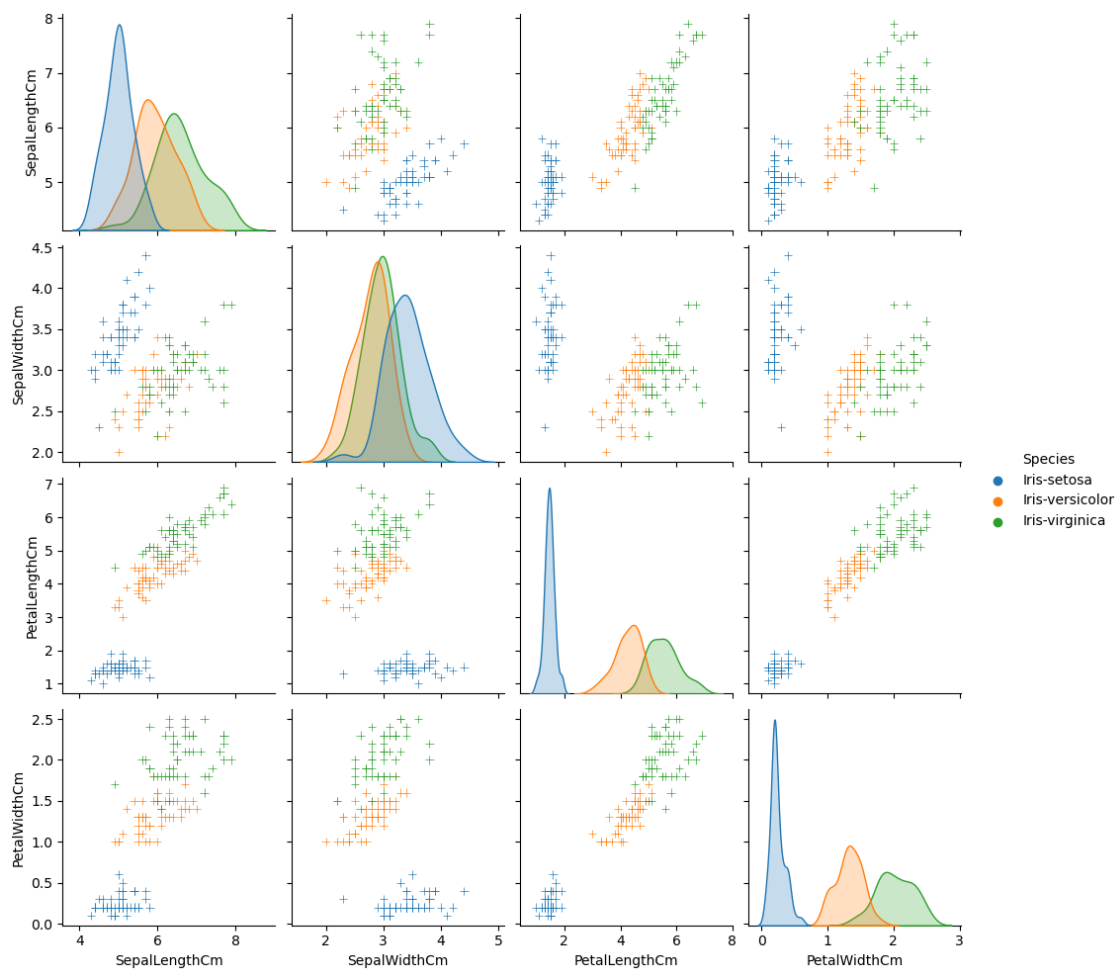 SepalLengthCm
8
7
6
5
SepalWidthCm
4.5
4.0
3.5
3.0
2.5
2.0
Species
Iris-setosa
Iris-versicolor
Iris-virginica
PetalLengthCm
7
6
5
4
3
2
1
PetalWidthCm
2.5
2.0
1.5
1.0
0.5
0.0
4 6 8 2 3 4 5 2 4 6 8 0 1 2 3
SepalLengthCm SepalWidthCm PetalLengthCm PetalWidthCm